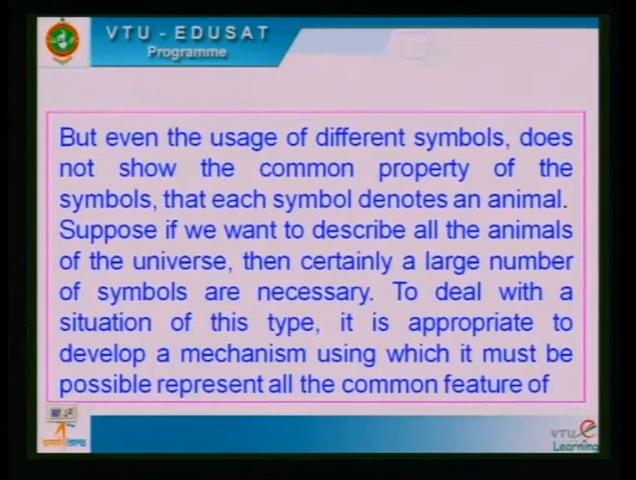 VTU - EDUSAT
Programme
But even the usage of different symbols, does
not show the common property of the
symbols, that each symbol denotes an animal.
Suppose if we want to describe all the animals
of the universe, then certainly a large number
of symbols are necessary. To deal with a
situation of this type, it is appropriate to
develop a mechanism using which it must be
possible represent all the common feature of
VTU e
Learning